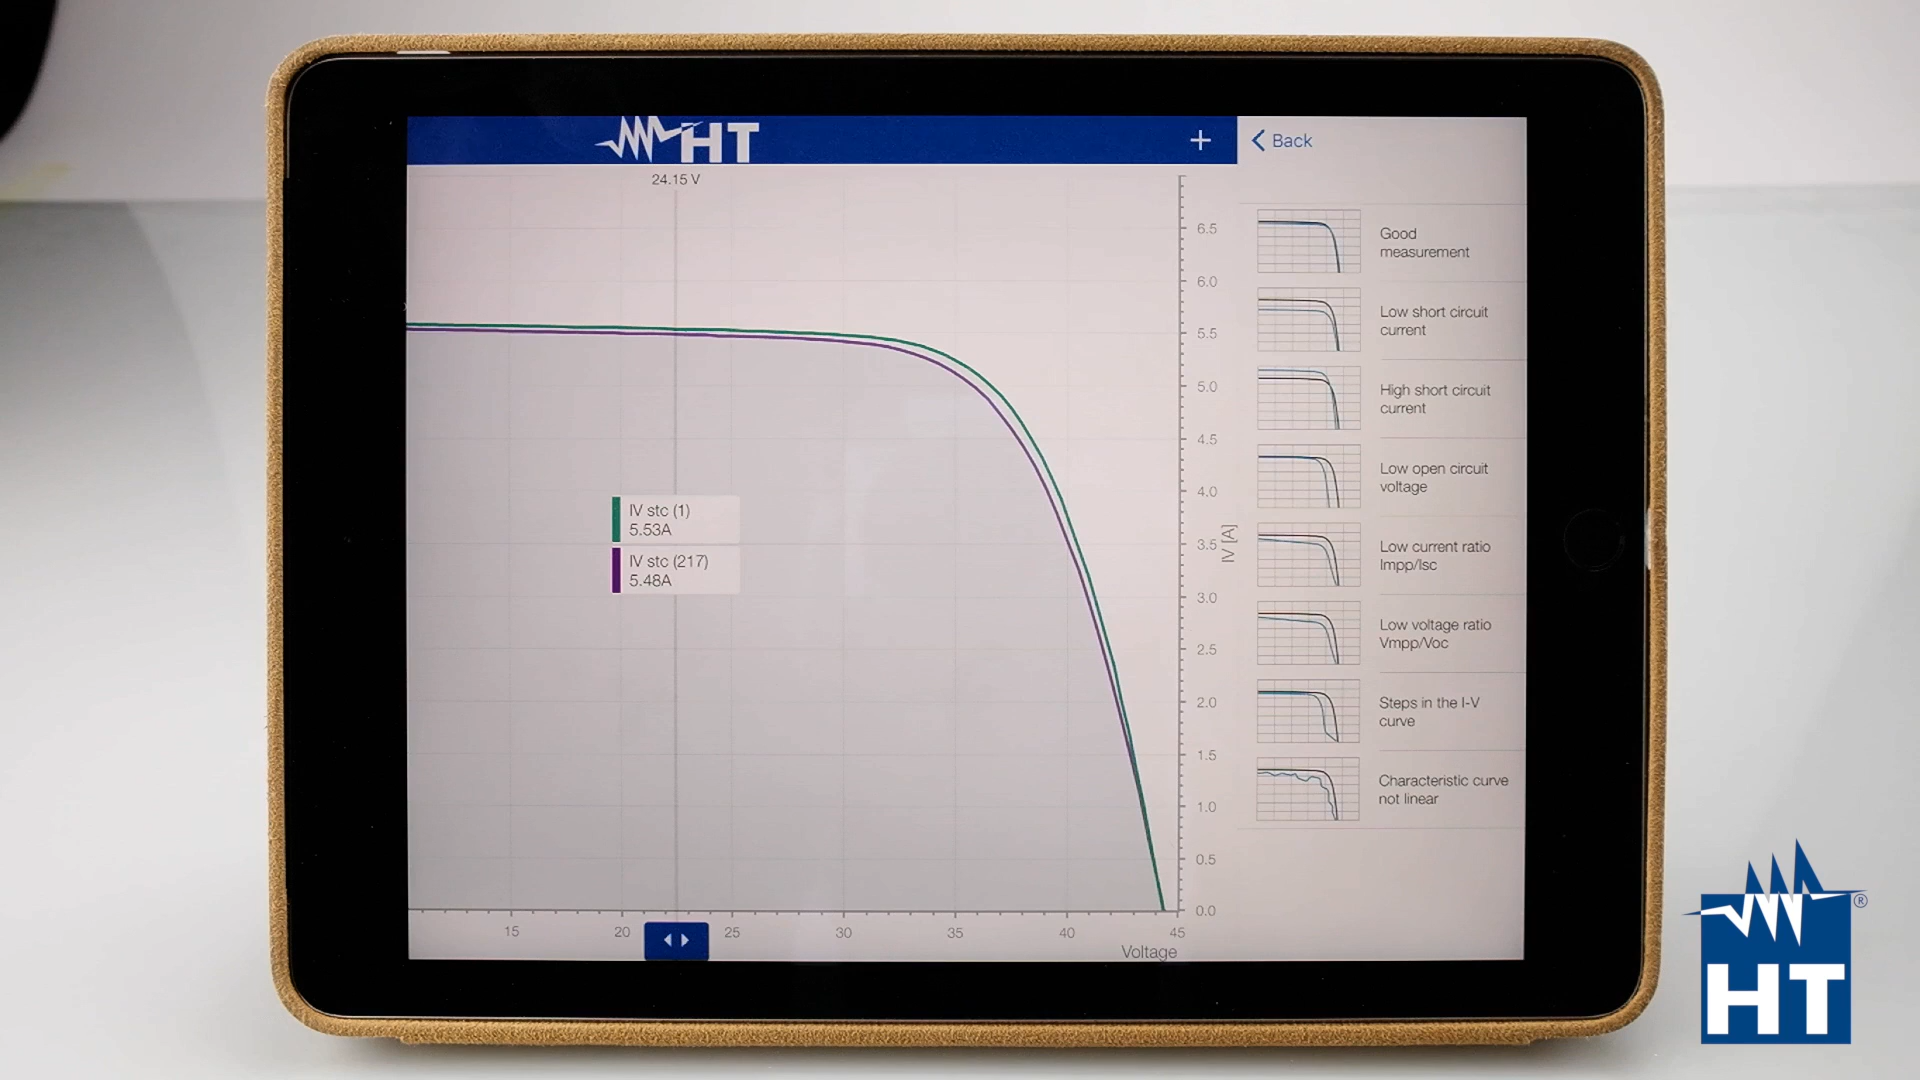 HT
+
Back
24.15 V
6.5
6.0
5.5
5.0
4.5
4.0
3.5
3.0
2.5
2.0
1.5
1.0
0.5
0.0
IV [A]
IV stc (1)
5.53A
IV stc (217)
5.48A
15
20
25
30
35
40
45
Voltage
Good
measurement
Low short circuit
current
High short circuit
current
Low open circuit
voltage
Low current ratio
Impp/Isc
Low voltage ratio
Vmpp/Voc
Steps in the I-V
curve
Characteristic curve
not linear
®
HT